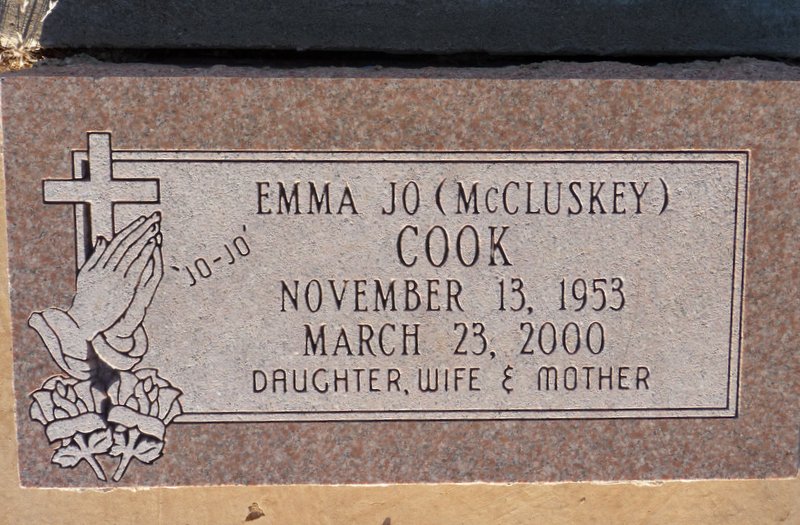 EMMA JO (McCLUSKEY)
COOK
'JO-JO'
NOVEMBER 13, 1953
MARCH 23, 2000
DAUGHTER, WIFE & MOTHER